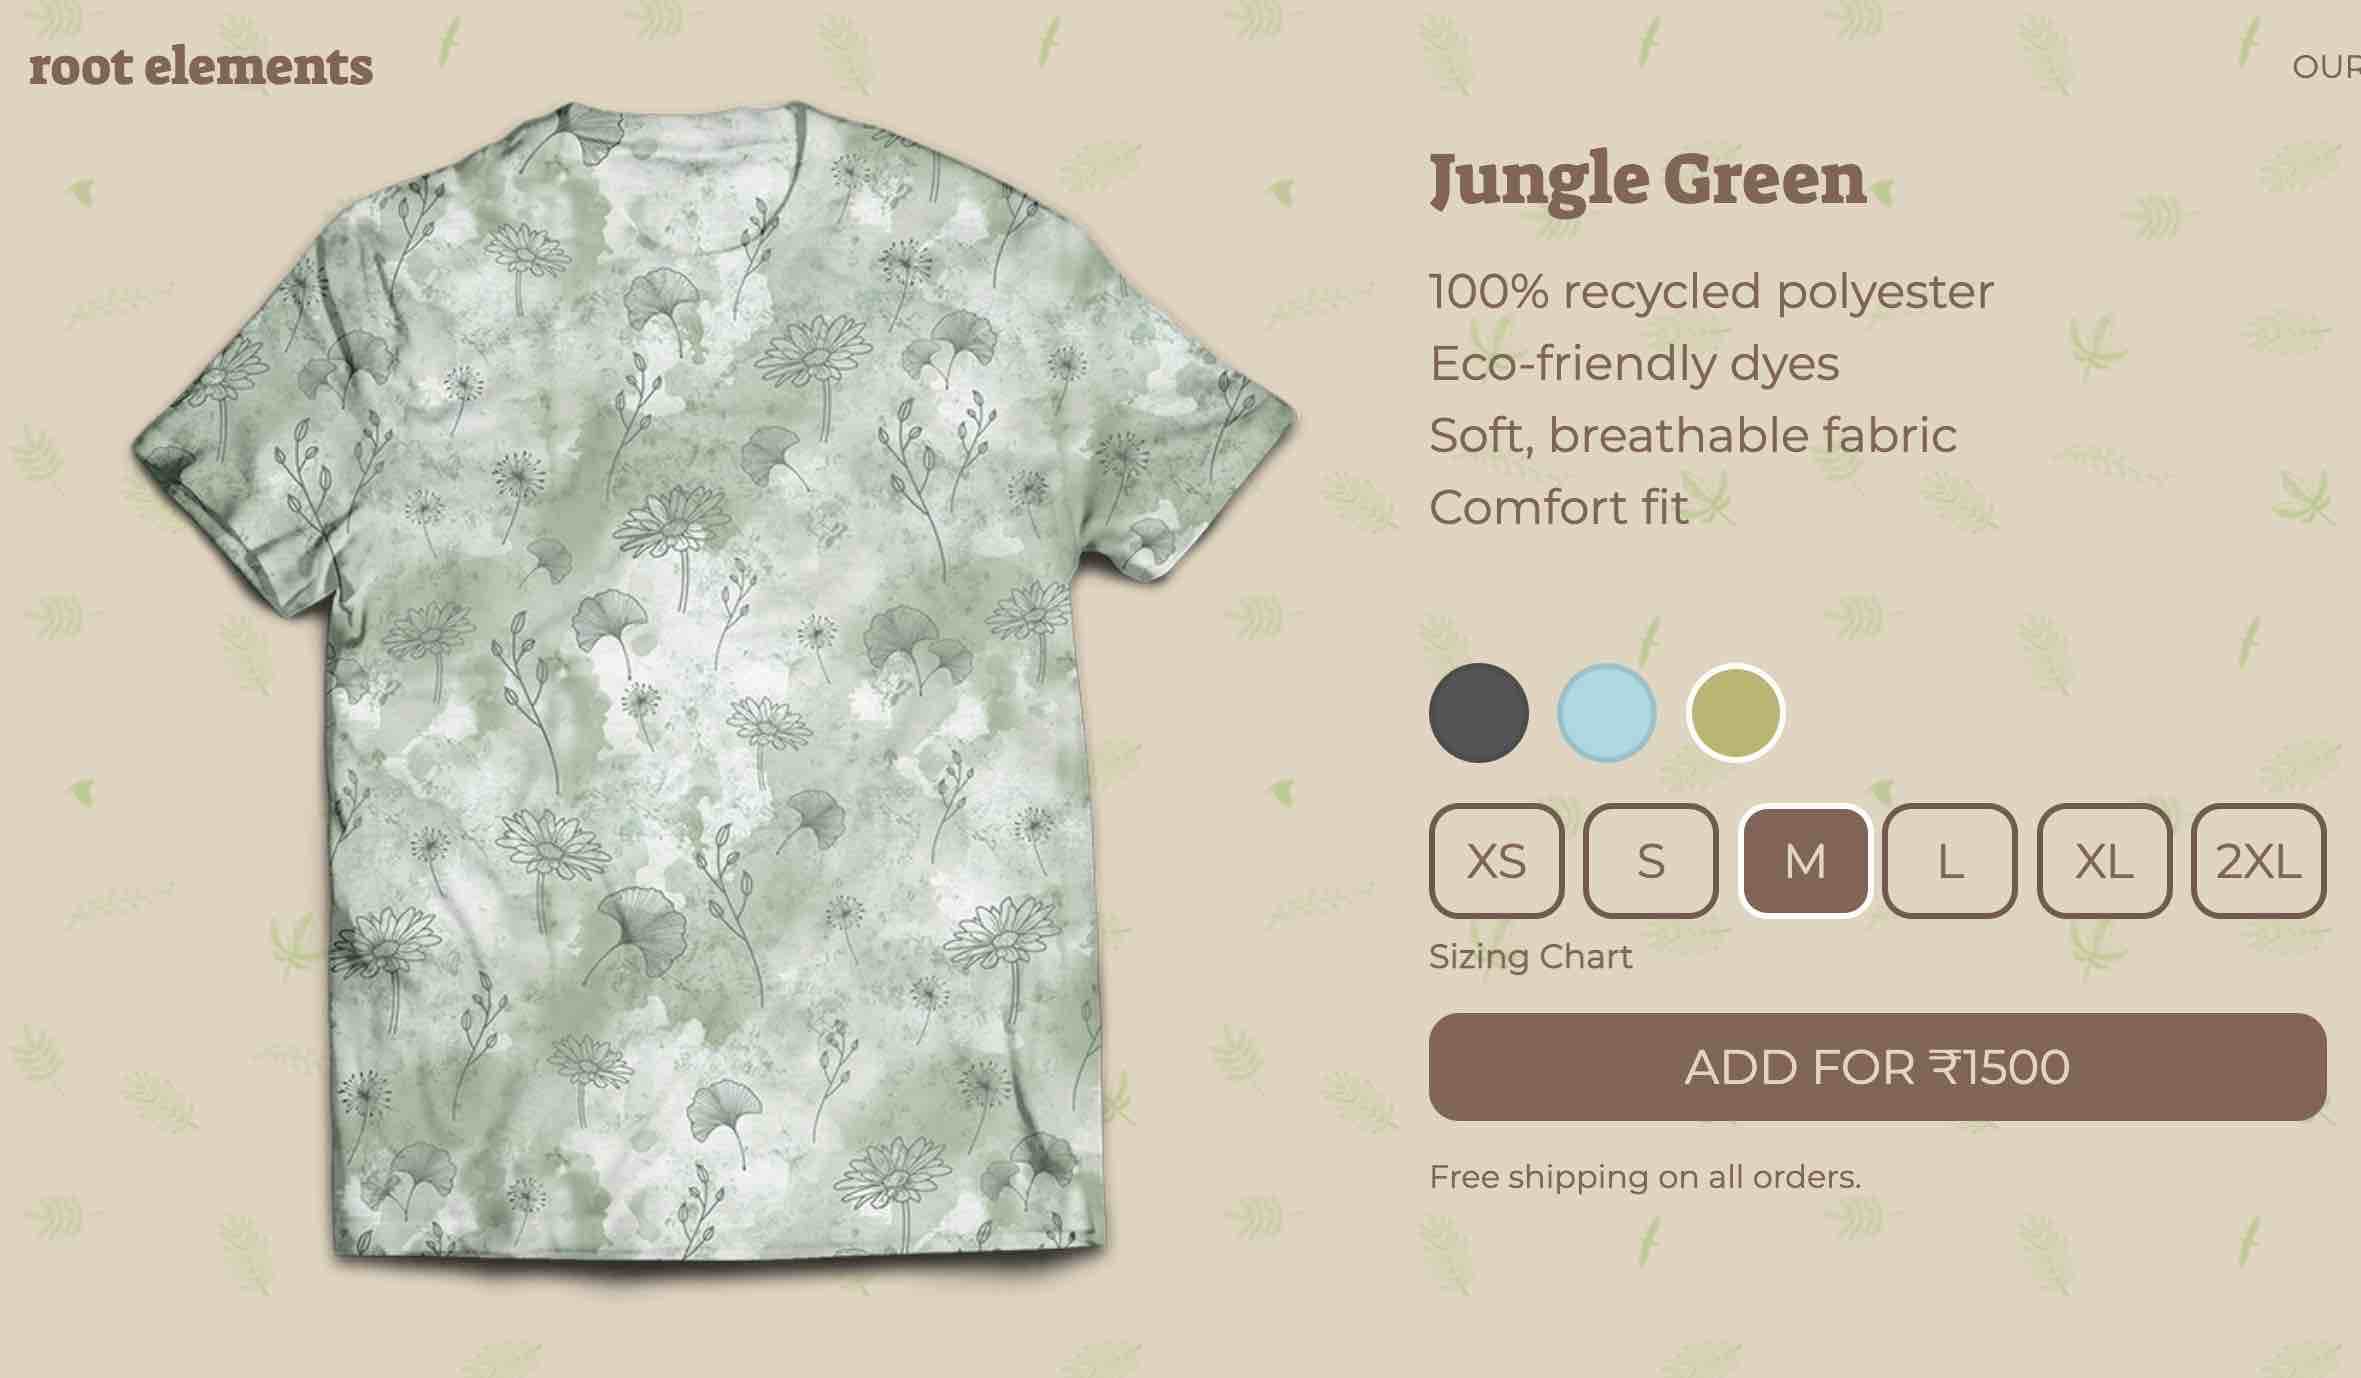 root elements
OUR
Jungle Green
100% recycled polyester
Eco-friendly dyes
Soft, breathable fabric
Comfort fit
XS
S
M
L
XL
2XL
Sizing Chart
ADD FOR ₹1500
Free shipping on all orders.